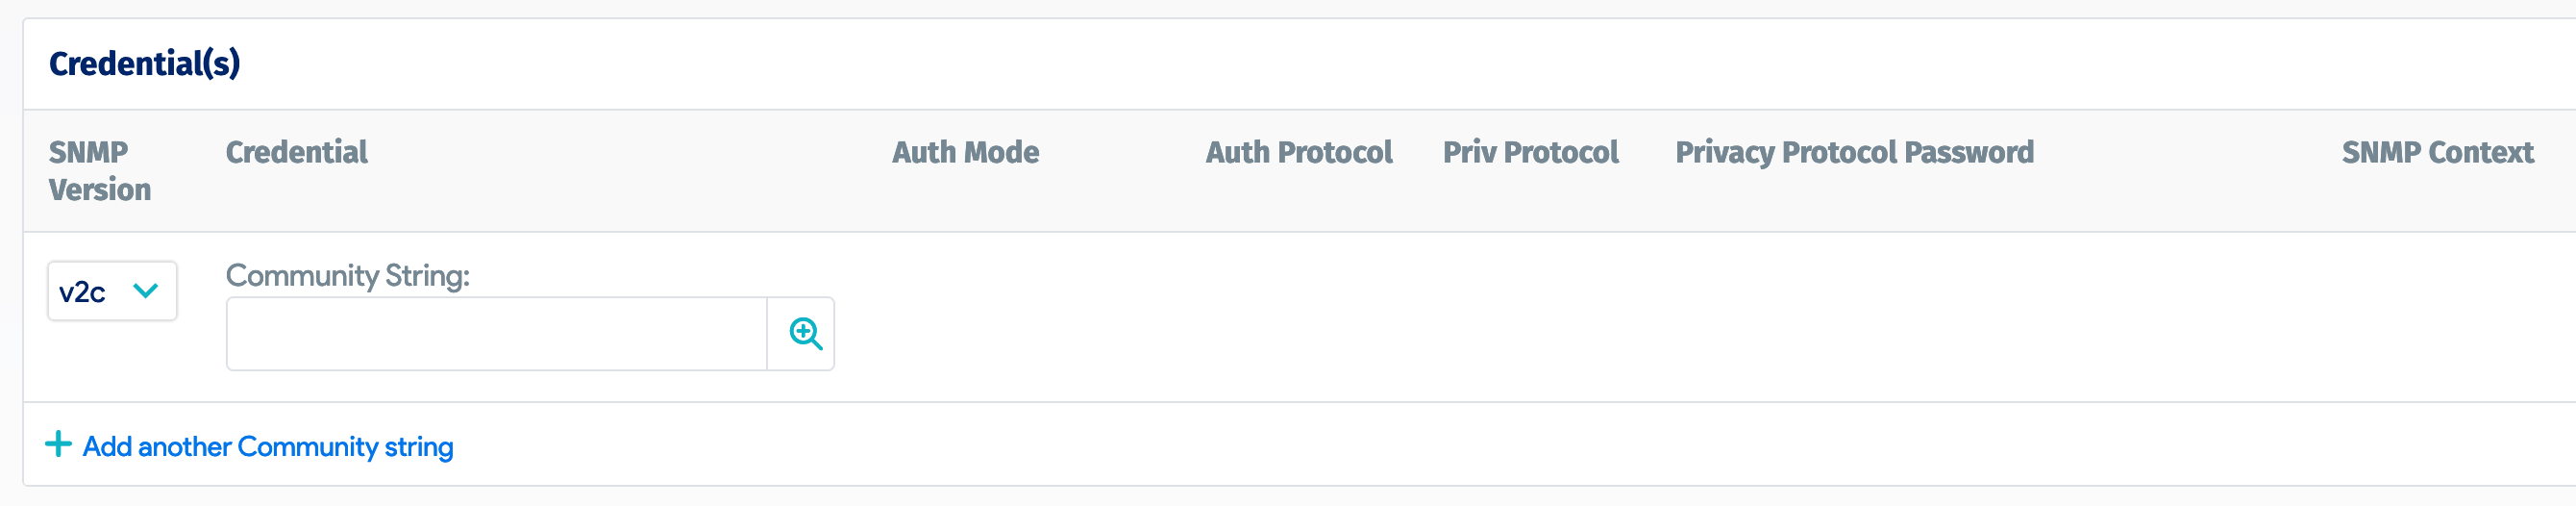 Credential(s)
SNMP Version
Credential
Auth Mode
Auth Protocol
Priv Protocol
Privacy Protocol Password
SNMP Context
v2c
Community String:
Add another Community string